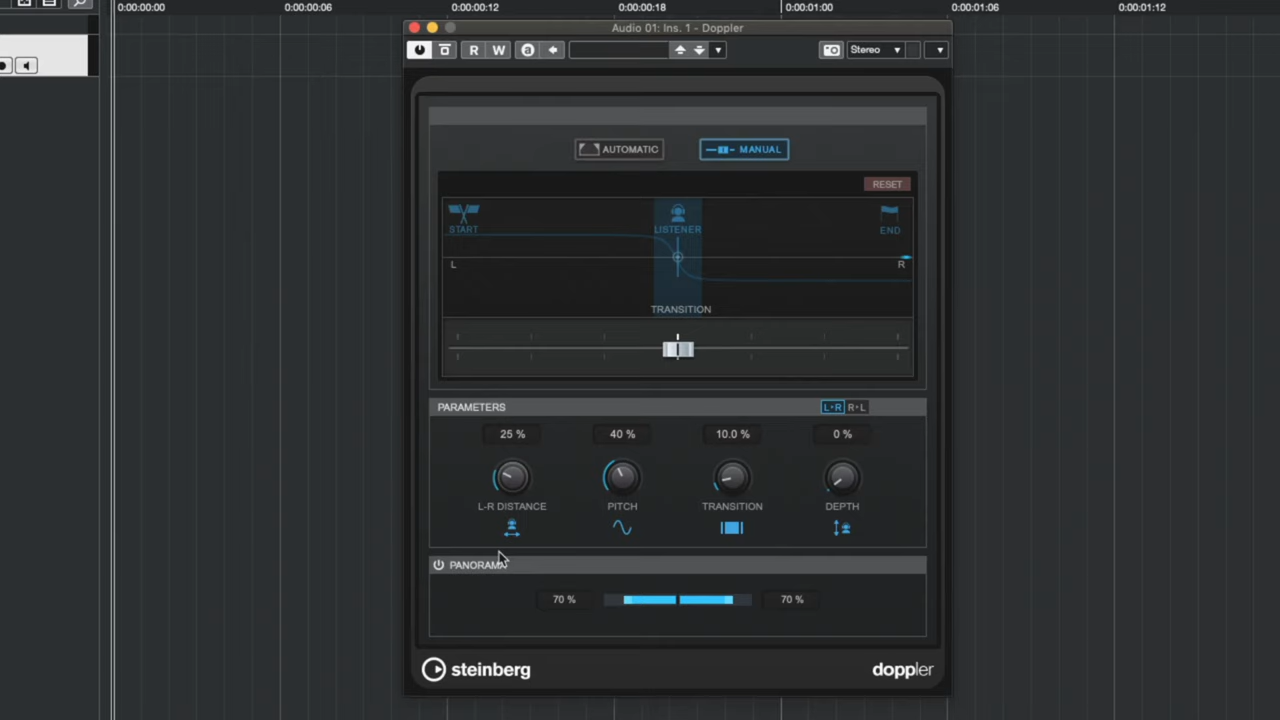 0:00:00:00 0:00:00:06 0:00:00:12 0:00:00:18 0:00:01:00 0:00:01:06 0:00:01:12
Audio 01: Ins. 1 - Doppler
R W a Stereo
AUTOMATIC MANUAL
RESET
START LISTENER END
L R
TRANSITION
PARAMETERS L▸R R▸L
25 % 40 % 10.0 % 0 %
L-R DISTANCE PITCH TRANSITION DEPTH
PANORAMA
70 % 70 %
steinberg doppler